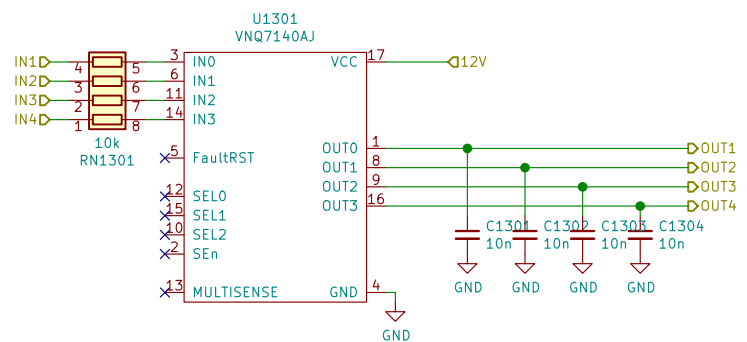 U1301
VNQ7140AJ
IN1 4 5 3 IN0 VCC 17 12V
IN2 3 6 6 IN1
IN3 2 7 11 IN2
IN4 1 8 14 IN3
10k
RN1301
OUT0 1 OUT1
5 FaultRST OUT1 8 OUT2
OUT2 9 OUT3
12 SEL0 OUT3 16 OUT4
15 SEL1
10 SEL2
2 SEn
C1301 C1302 C1303 C1304
10n 10n 10n 10n
GND GND GND GND
13 MULTISENSE GND 4
GND